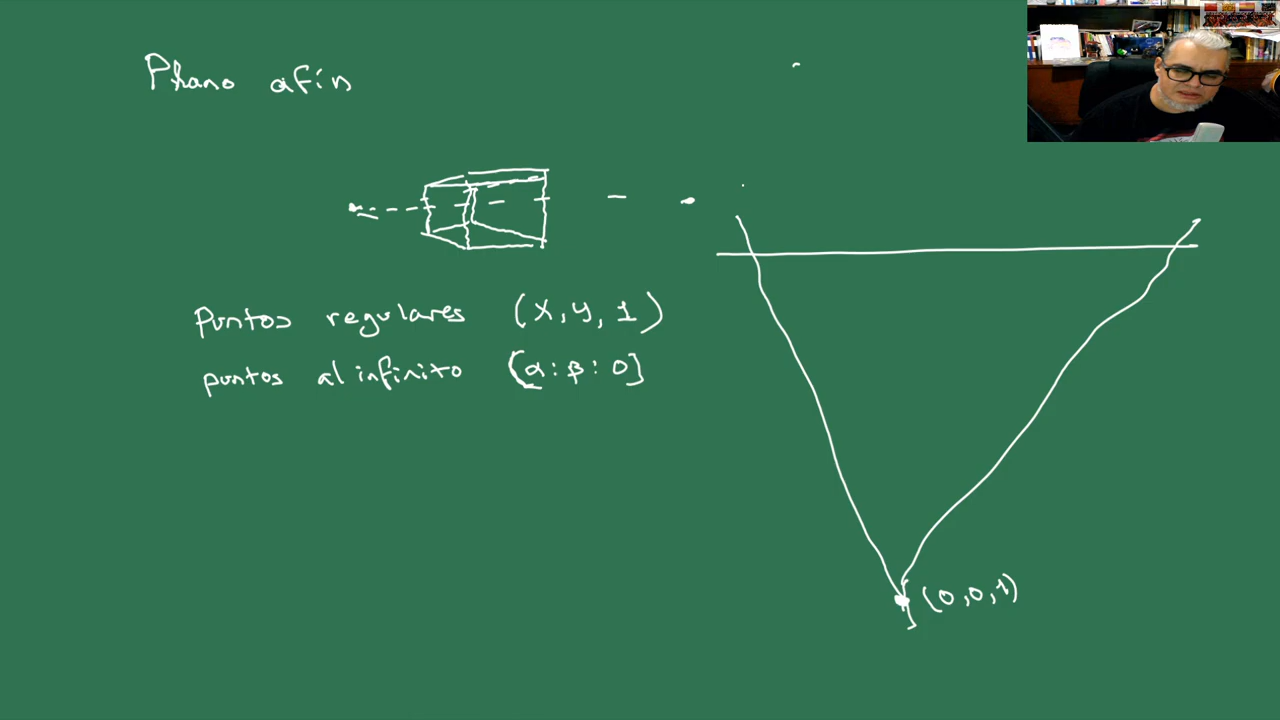 Plano afin
Puntos regulares (x, y, 1)
puntos al infinito [α : β : 0]
(0,0,1)